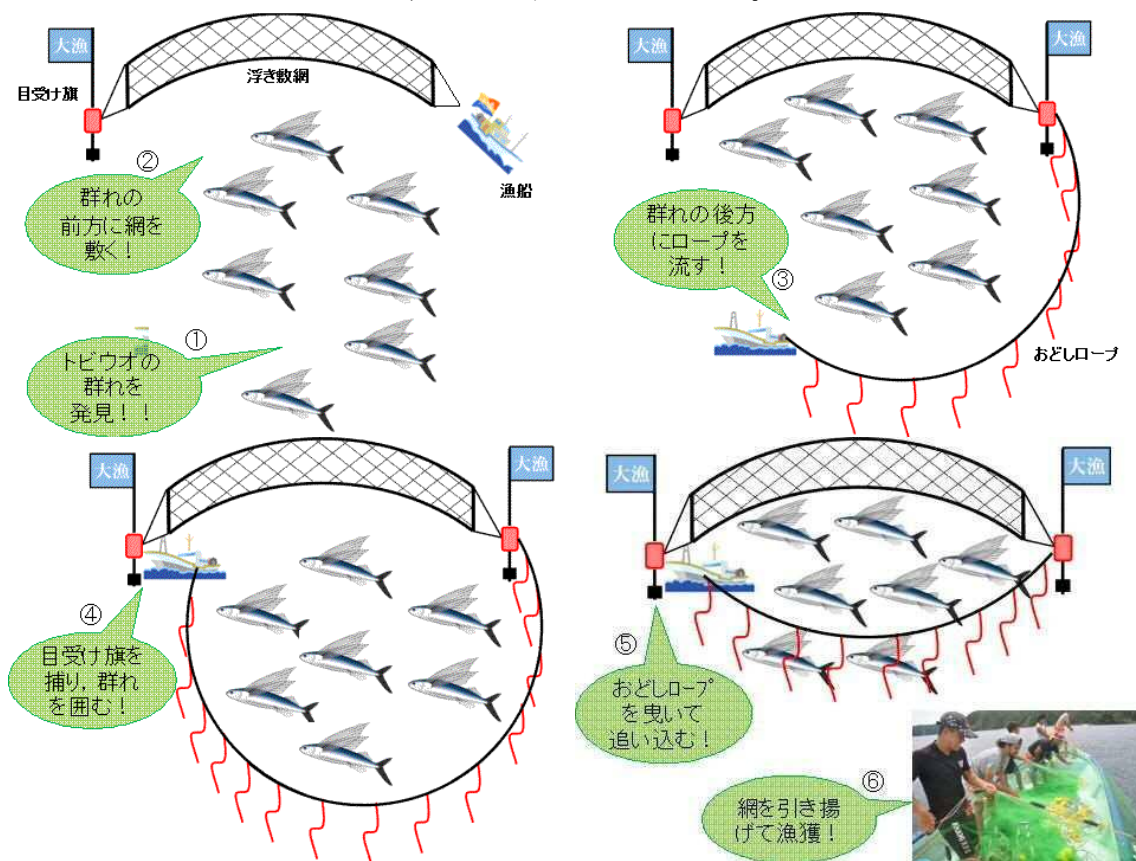 大漁
目受け旗
浮き敷網
漁船
②
群れの
前方に網を
敷く！
①
トビウオの
群れを
発見！！
大漁
大漁
群れの後方
にロープを
流す！
③
おどしロープ
大漁
大漁
④
目受け旗を
捕り，群れ
を囲む！
大漁
大漁
⑤
おどしロープ
を曳いて
追い込む！
⑥
網を引き揚
げて漁獲！